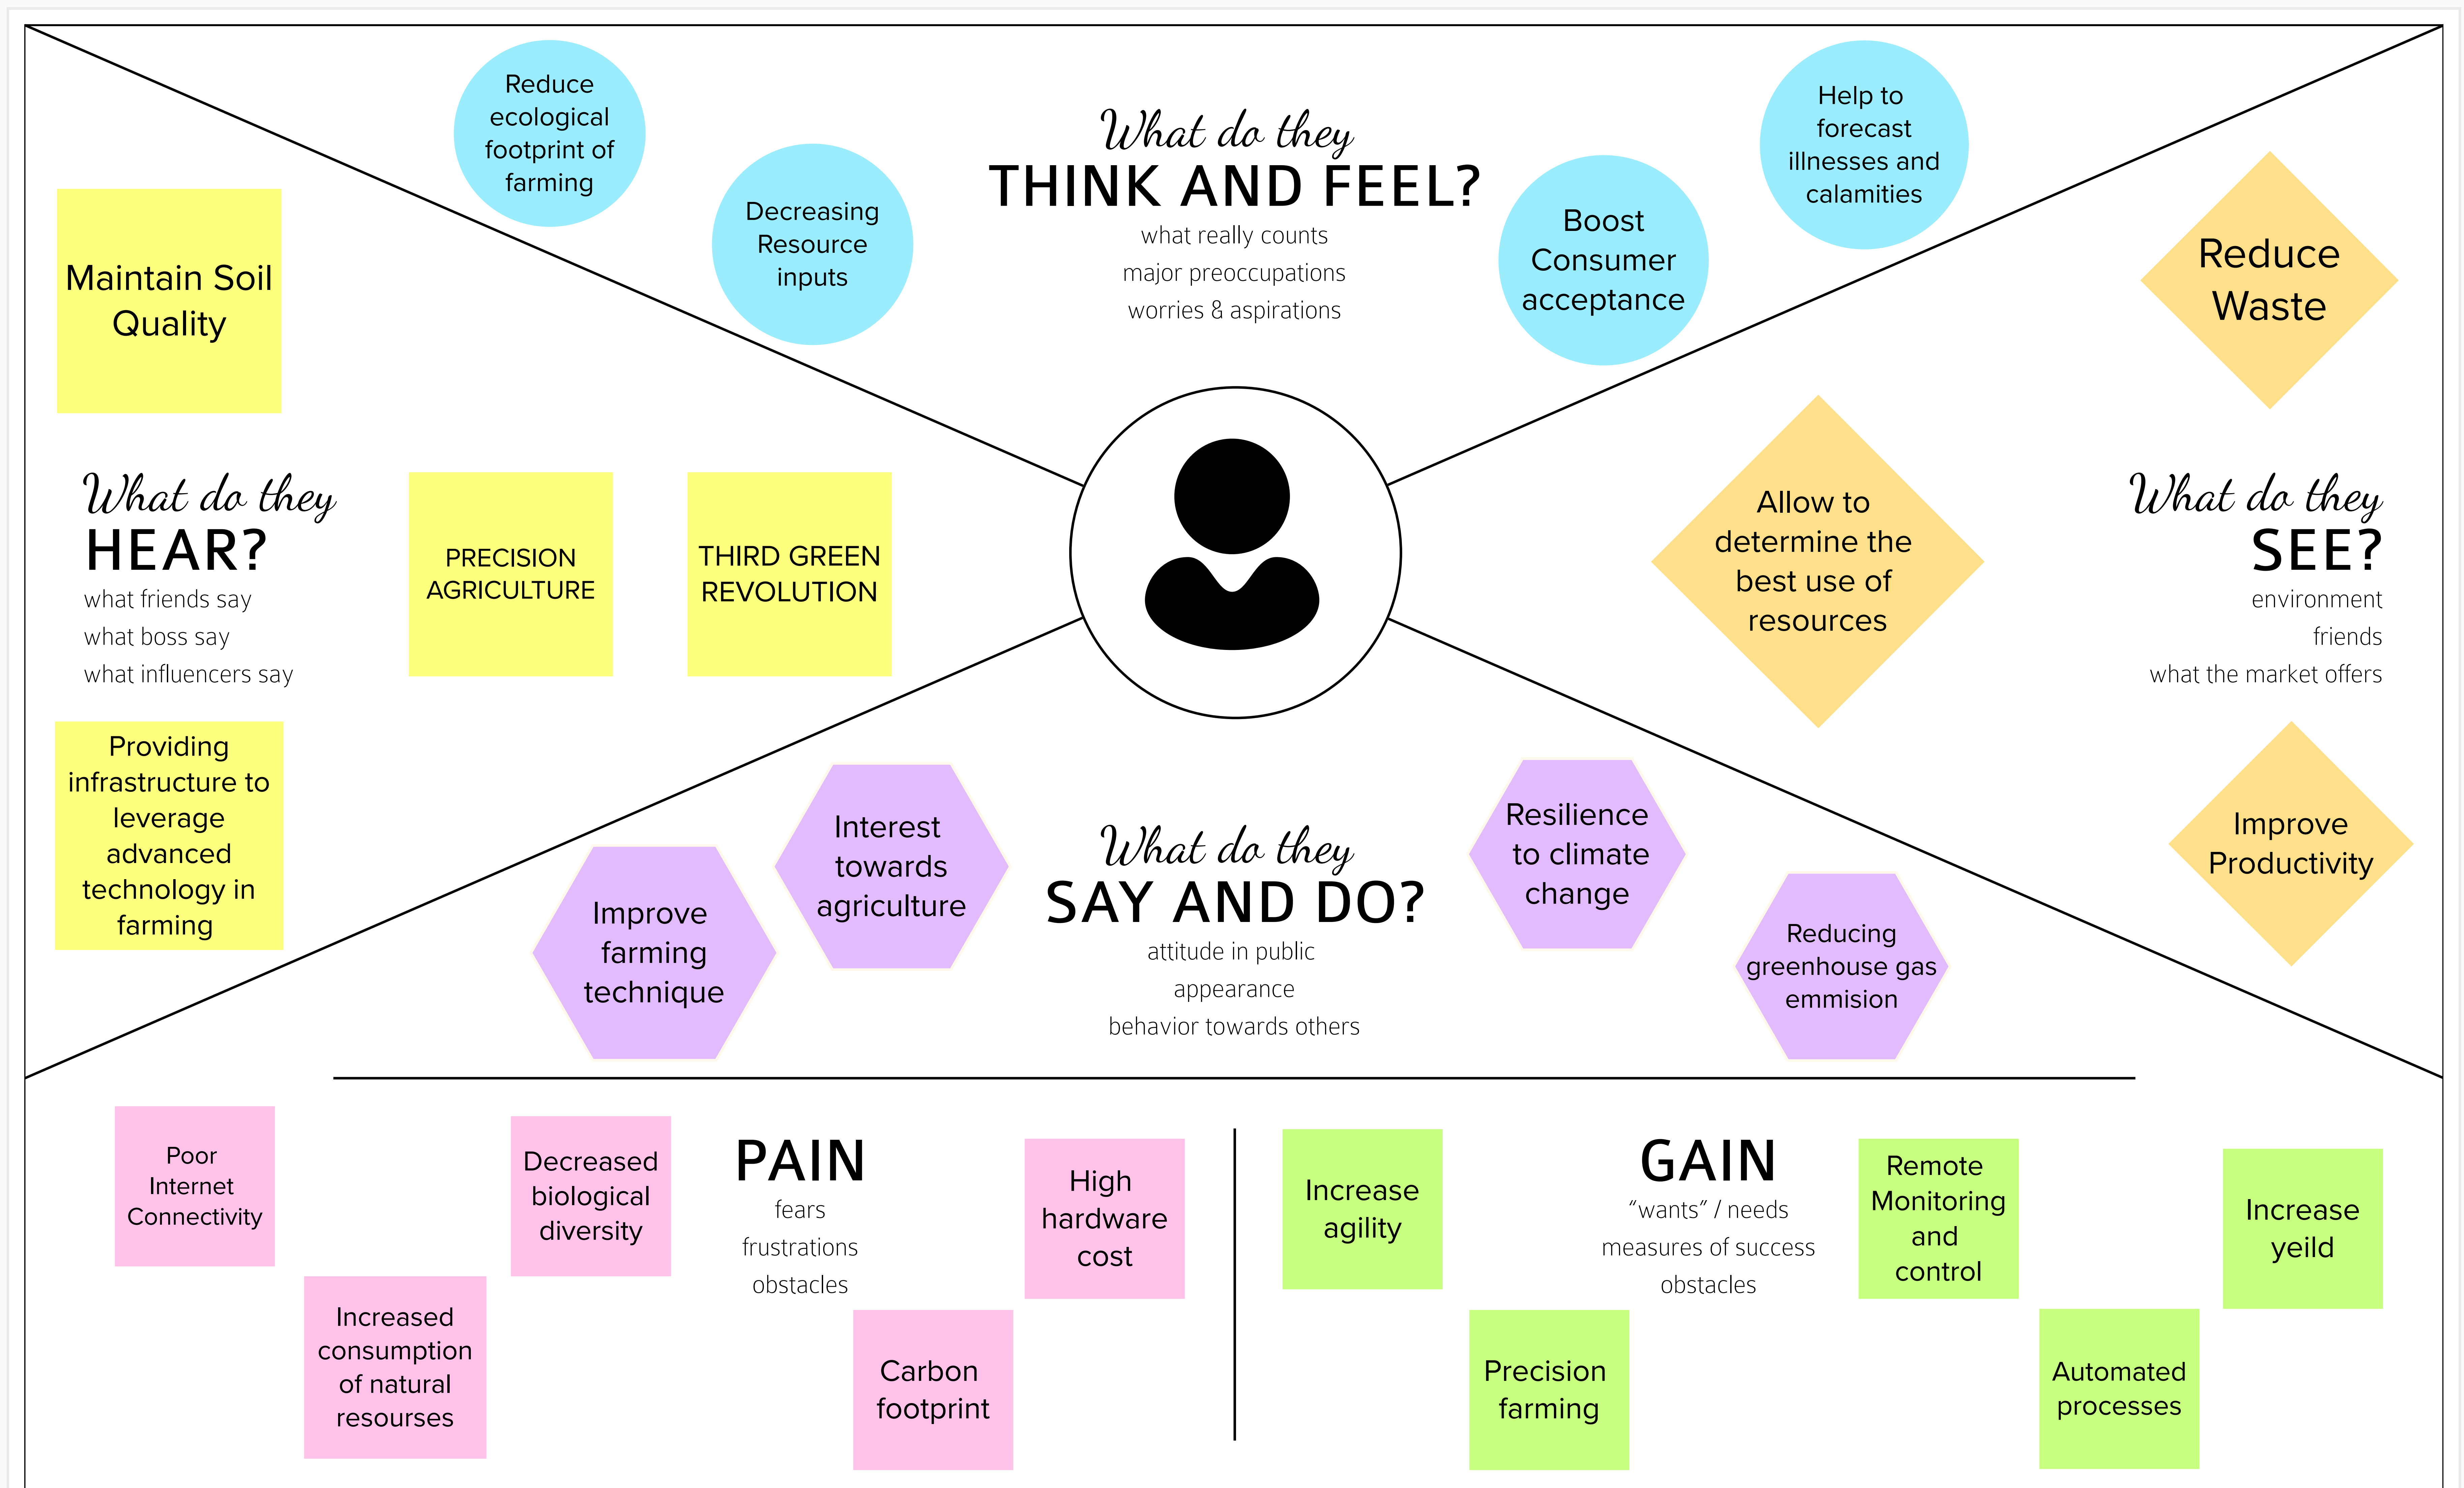 Reduce
ecological
footprint of
farming
Decreasing
Resource
inputs
What do they
THINK AND FEEL?
what really counts
major preoccupations
worries & aspirations
Boost
Consumer
acceptance
Help to
forecast
illnesses and
calamities
Maintain Soil
Quality
What do they
HEAR?
what friends say
what boss say
what influencers say
PRECISION
AGRICULTURE
THIRD GREEN
REVOLUTION
Providing
infrastructure to
leverage
advanced
technology in
farming
Reduce
Waste
Allow to
determine the
best use of
resources
What do they
SEE?
environment
friends
what the market offers
Improve
Productivity
Improve
farming
technique
Interest
towards
agriculture
What do they
SAY AND DO?
attitude in public
appearance
behavior towards others
Resilience
to climate
change
Reducing
greenhouse gas
emmision
Poor
Internet
Connectivity
Increased
consumption
of natural
resourses
Decreased
biological
diversity
PAIN
fears
frustrations
obstacles
Carbon
footprint
High
hardware
cost
Increase
agility
Precision
farming
GAIN
“wants” / needs
measures of success
obstacles
Remote
Monitoring
and
control
Automated
processes
Increase
yeild